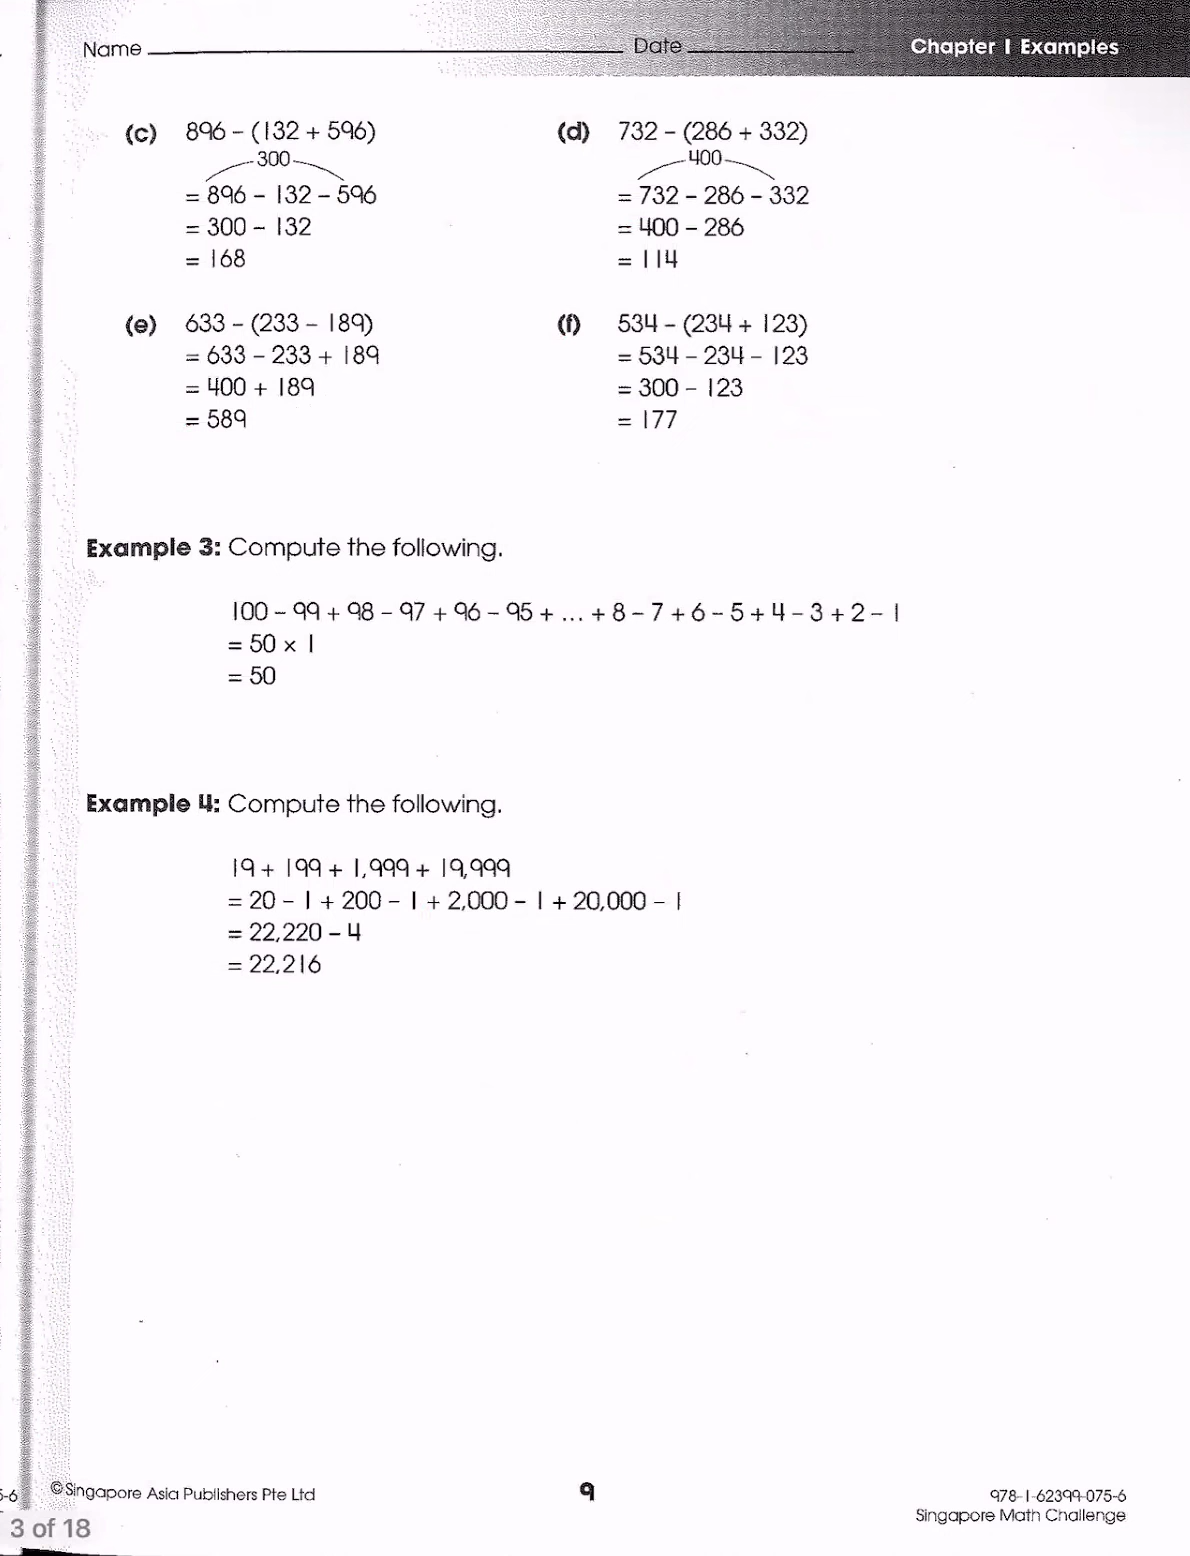 Name Date Chapter 1 Examples
(c) 896 – (132 + 596)
300
= 896 – 132 – 596
= 300 – 132
= 168
(d) 732 – (286 + 332)
400
= 732 – 286 – 332
= 400 – 286
= 114
(e) 633 – (233 – 189)
= 633 – 233 + 189
= 400 + 189
= 589
(f) 534 – (234 + 123)
= 534 – 234 – 123
= 300 – 123
= 177
Example 3: Compute the following.
100 – 99 + 98 – 97 + 96 – 95 + ... + 8 – 7 + 6 – 5 + 4 – 3 + 2 – 1
= 50 x 1
= 50
Example 4: Compute the following.
19 + 199 + 1,999 + 19,999
= 20 – 1 + 200 – 1 + 2,000 – 1 + 20,000 – 1
= 22,220 – 4
= 22,216
©Singapore Asia Publishers Pte Ltd
9
978-1-62399-075-6
Singapore Math Challenge
3 of 18